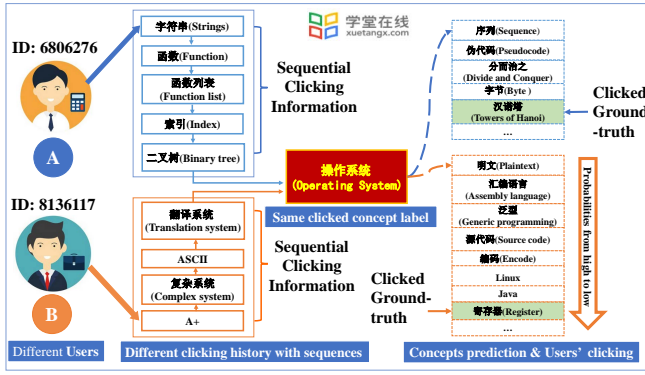 学堂在线
xuetangx.com
ID: 6806276
A
字符串(Strings)
函数(Function)
函数列表
(Function list)
索引(Index)
二叉树(Binary tree)
Sequential
Clicking
Information
操作系统
(Operating System)
Same clicked concept label
ID: 8136117
B
翻译系统
(Translation system)
ASCII
复杂系统
(Complex system)
A+
Sequential
Clicking
Information
序列(Sequence)
伪代码(Pseudocode)
分而治之
(Divide and Conquer)
字节(Byte )
汉诺塔
(Towers of Hanoi)
...
Clicked
Ground
-truth
明文(Plaintext)
汇编语言
(Assembly language)
泛型
(Generic programming)
源代码(Source code)
编码(Encode)
Linux
Java
寄存器(Register)
...
Clicked
Ground-
truth
Probabilities from high to low
Different Users
Different clicking history with sequences
Concepts prediction & Users' clicking